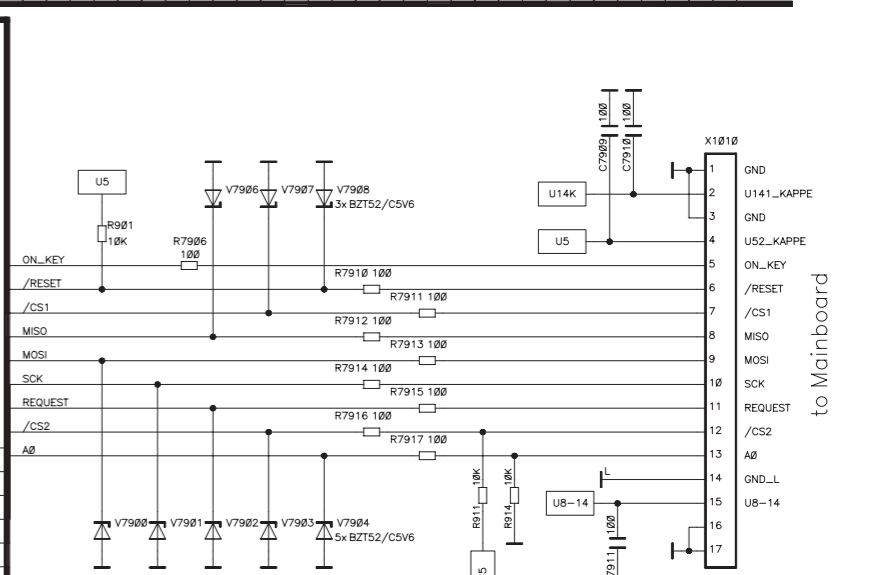 X1010
C7909 100
C7910 100
1 GND
U5
V7906
V7907
V7908
3x BZT52/C5V6
U14K
2 U141_KAPPE
3 GND
R901
10K
R7906
100
U5
4 U52_KAPPE
ON_KEY
5 ON_KEY
R7910 100
/RESET
6 /RESET
R7911 100
/CS1
7 /CS1
R7912 100
MISO
8 MISO
R7913 100
MOSI
9 MOSI
R7914 100
SCK
10 SCK
R7915 100
REQUEST
11 REQUEST
R7916 100
/CS2
12 /CS2
R7917 100
A0
13 A0
to Mainboard
R911 10K
R914 10K
L
14 GND_L
U8-14
15 U8-14
V7900
V7901
V7902
V7903
V7904
5x BZT52/C5V6
100
7911
16
17